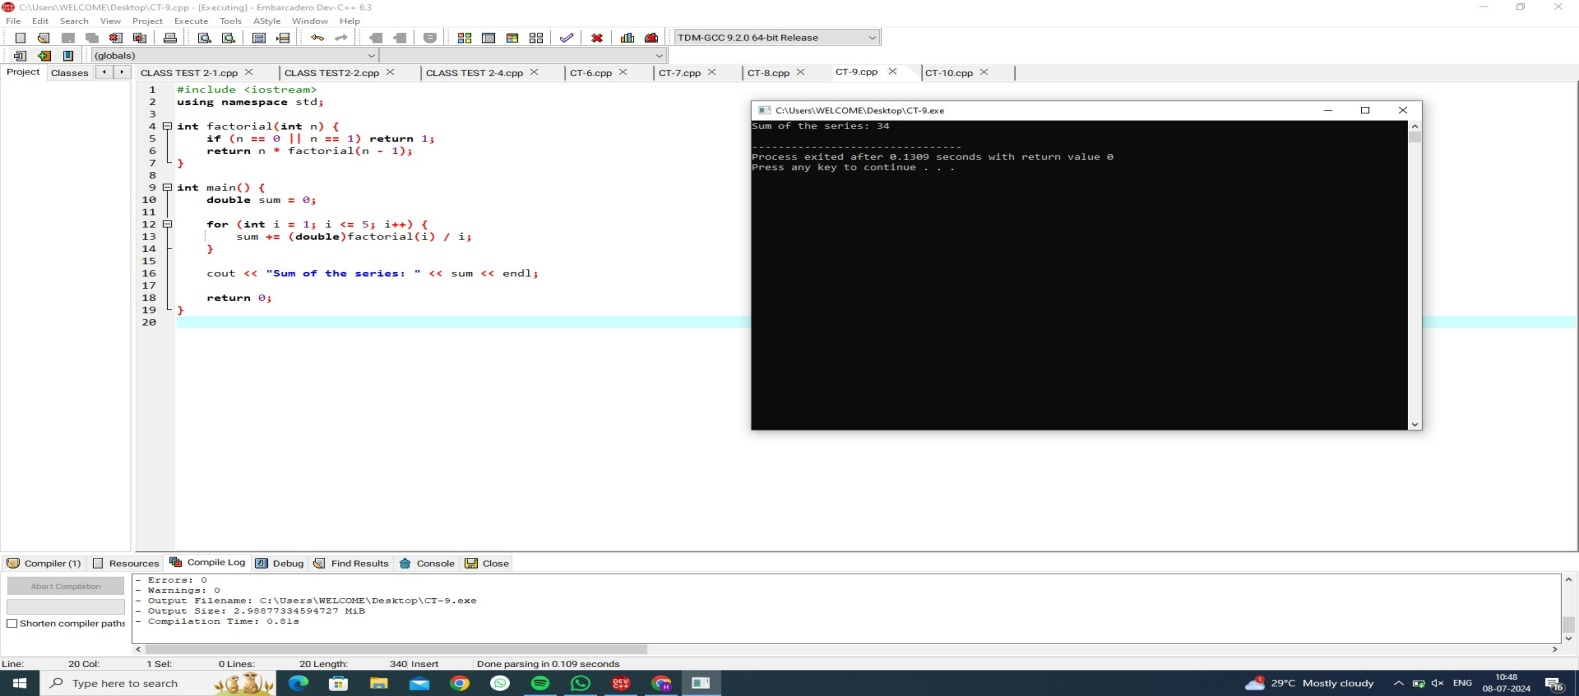 C:\Users\WELCOME\Desktop\CT-9.cpp - [Executing] - Embarcadero Dev-C++ 6.3
File Edit Search View Project Execute Tools AStyle Window Help
TDM-GCC 9.2.0 64-bit Release
(globals)
Project Classes CLASS TEST 2-1.cpp CLASS TEST2-2.cpp CLASS TEST 2-4.cpp CT-6.cpp CT-7.cpp CT-8.cpp CT-9.cpp CT-10.cpp
1 #include <iostream>
2 using namespace std;
3
4 int factorial(int n) {
5 if (n == 0 || n == 1) return 1;
6 return n * factorial(n - 1);
7 }
8
9 int main() {
10 double sum = 0;
11
12 for (int i = 1; i <= 5; i++) {
13 sum += (double)factorial(i) / i;
14 }
15
16 cout << "Sum of the series: " << sum << endl;
17
18 return 0;
19 }
20
C:\Users\WELCOME\Desktop\CT-9.exe
Sum of the series: 34
--------------------------------
Process exited after 0.1309 seconds with return value 0
Press any key to continue . . .
Compiler (1) Resources Compile Log Debug Find Results Console Close
Abort Compilation
Shorten compiler paths
- Errors: 0
- Warnings: 0
- Output Filename: C:\Users\WELCOME\Desktop\CT-9.exe
- Output Size: 2.98877334594727 MiB
- Compilation Time: 0.81s
Line: 20 Col: 1 Sel: 0 Lines: 20 Length: 340 Insert Done parsing in 0.109 seconds
Type here to search
DEV C++
29°C Mostly cloudy ENG
10:48
08-07-2024
16